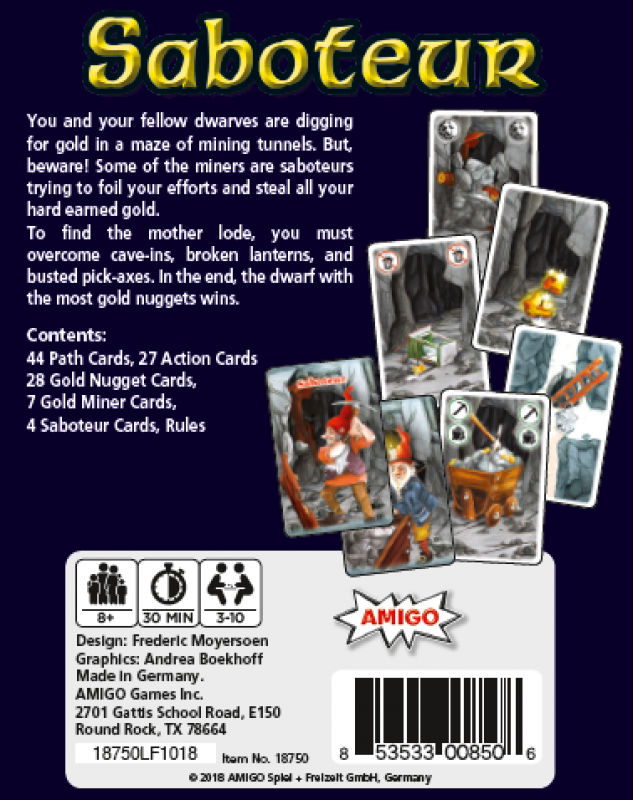 Saboteur
You and your fellow dwarves are digging
for gold in a maze of mining tunnels. But,
beware! Some of the miners are saboteurs
trying to foil your efforts and steal all your
hard earned gold.
To find the mother lode, you must
overcome cave-ins, broken lanterns, and
busted pick-axes. In the end, the dwarf with
the most gold nuggets wins.
Contents:
44 Path Cards, 27 Action Cards
28 Gold Nugget Cards,
7 Gold Miner Cards,
4 Saboteur Cards, Rules
Saboteur
8+ 30 MIN 3-10
AMIGO
Design: Frederic Moyersoen
Graphics: Andrea Boekhoff
Made in Germany.
AMIGO Games Inc.
2701 Gattis School Road, E150
Round Rock, TX 78664
18750LF1018 Item No. 18750
8 53533 00850 6
© 2018 AMIGO Spiel + Freizeit GmbH, Germany